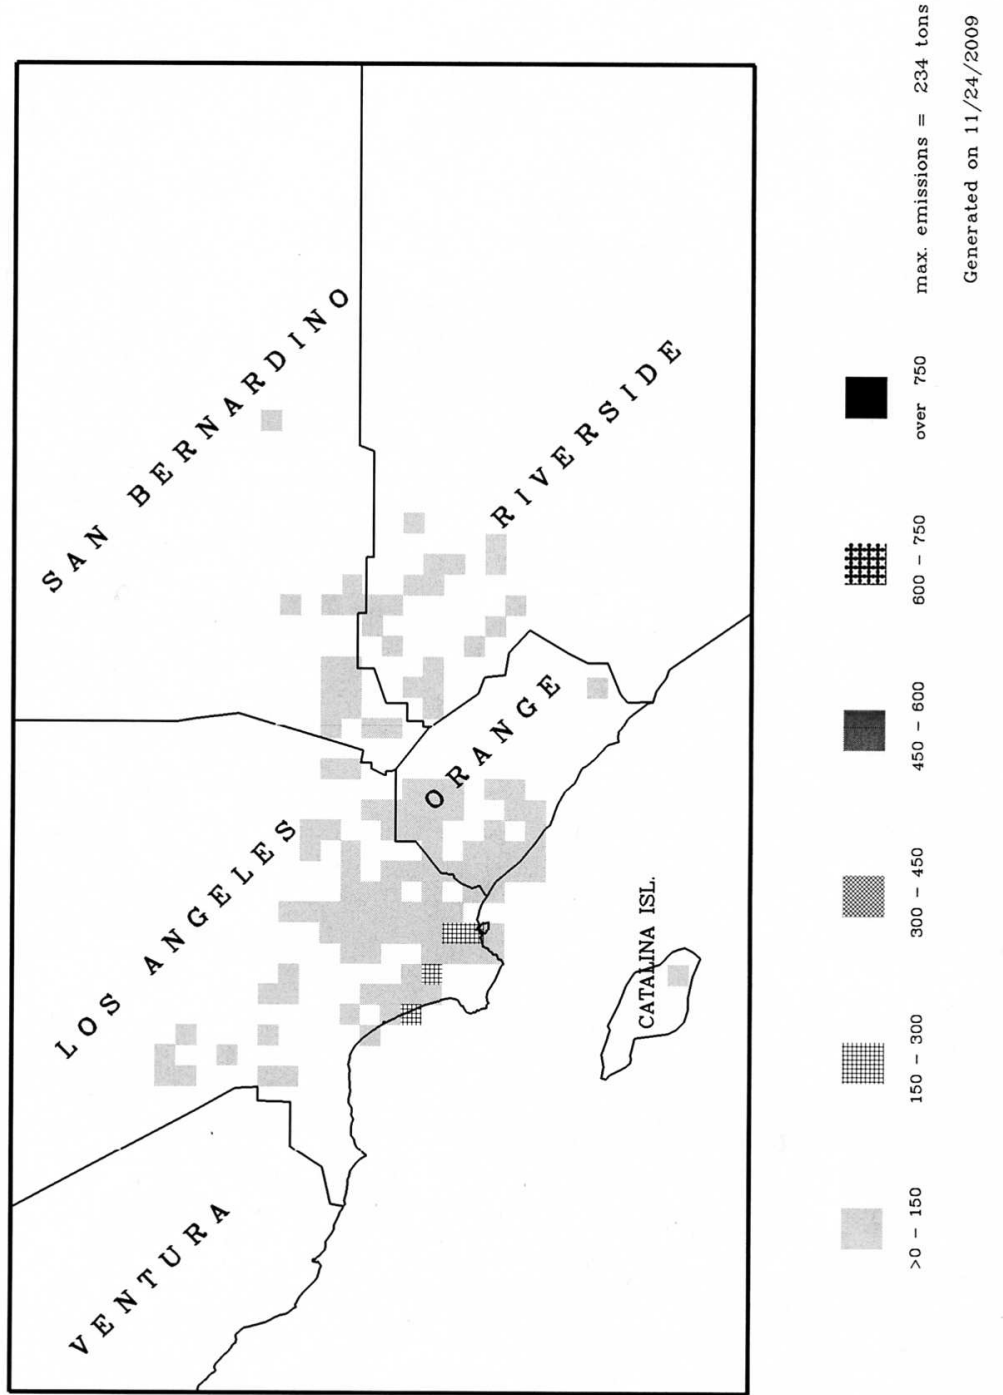 SAN BERNARDINO
LOS ANGELES
VENTURA
RIVERSIDE
ORANGE
CATALINA ISL.
>0 – 150
150 – 300
300 – 450
450 – 600
600 – 750
over 750
max. emissions = 234 tons
Generated on 11/24/2009